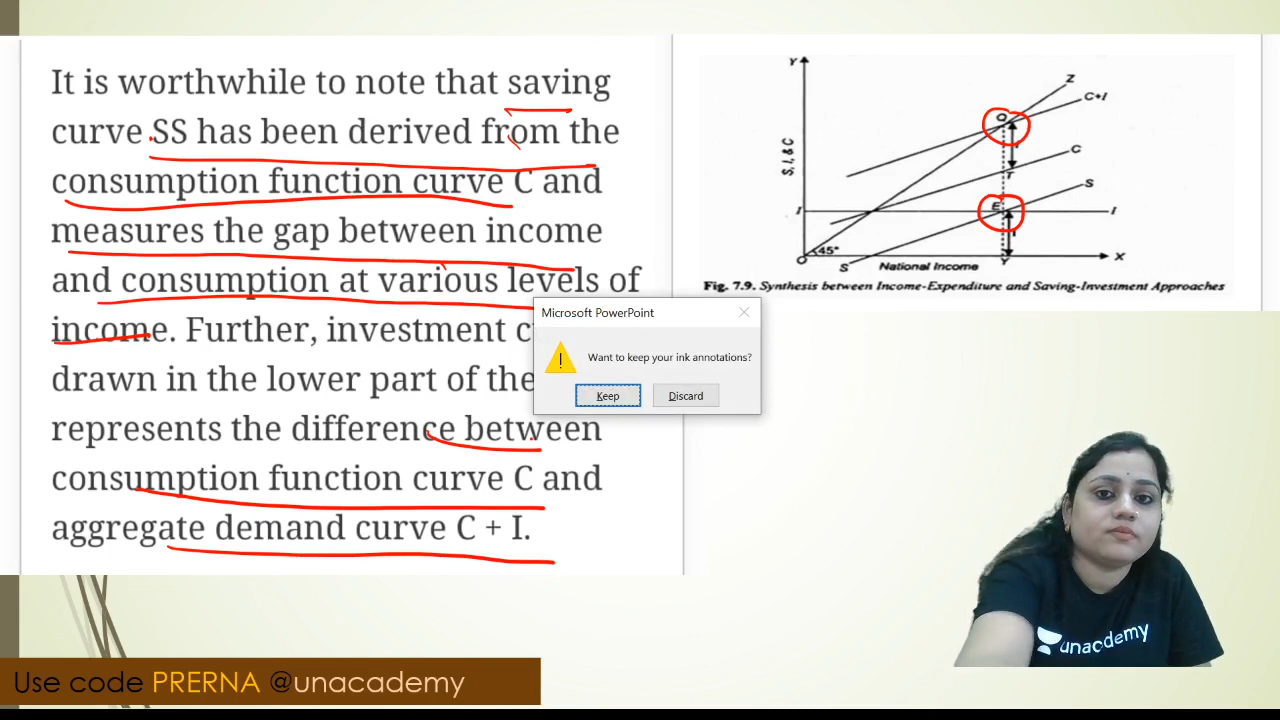 It is worthwhile to note that saving
curve SS has been derived from the
consumption function curve C and
measures the gap between income
and consumption at various levels of
income. Further, investment c
drawn in the lower part of the
represents the difference between
consumption function curve C and
aggregate demand curve C + I.
Y
Z
C+I
Q
C
S, I, & C
T
S
E
I
I
45°
O
S
National Income
Y
X
Fig. 7.9. Synthesis between Income-Expenditure and Saving-Investment Approaches
Microsoft PowerPoint
Want to keep your ink annotations?
Keep
Discard
unacademy
Use code PRERNA @unacademy